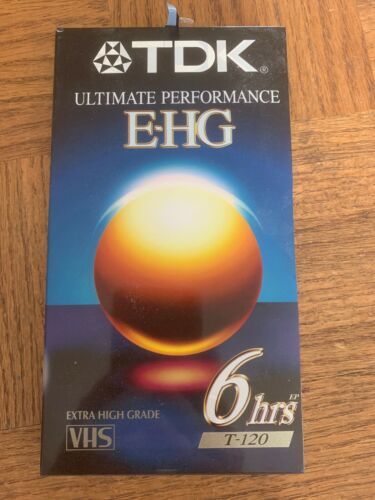 TDK®
ULTIMATE PERFORMANCE
E-HG
EXTRA HIGH GRADE
VHS
6 hrs EP
T-120